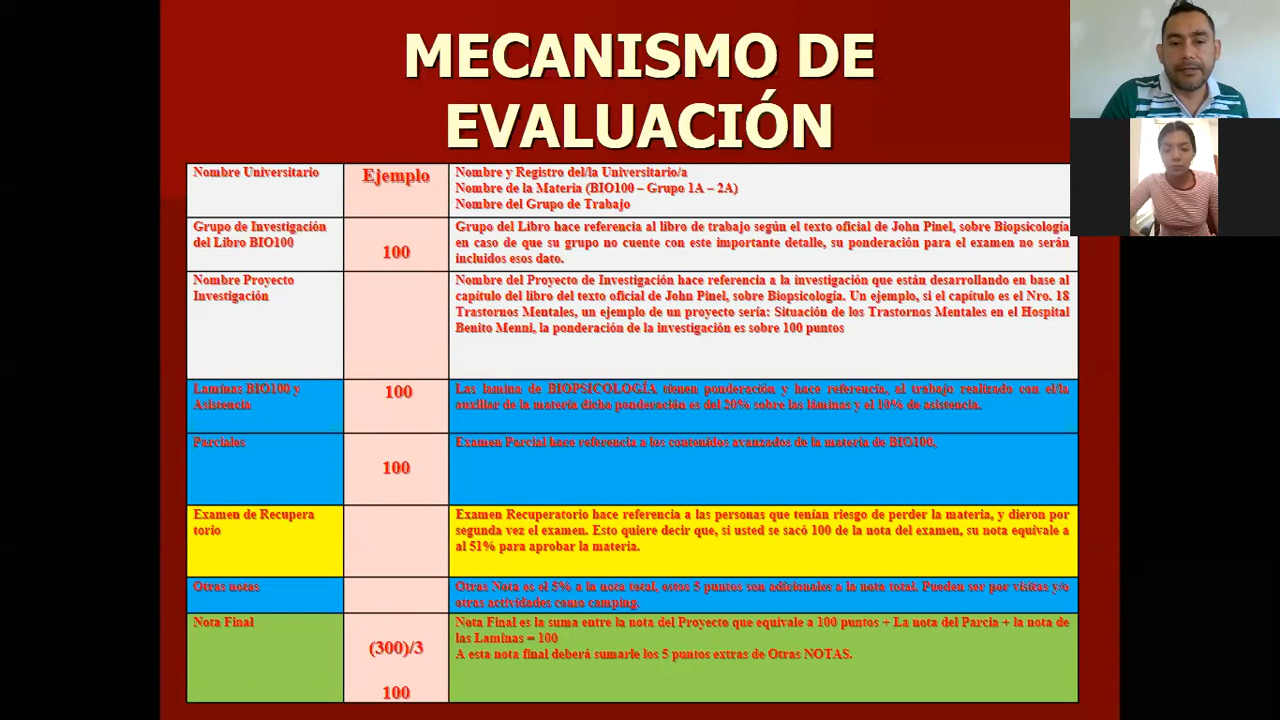 MECANISMO DE
EVALUACIÓN
Nombre Universitario
Ejemplo
Nombre y Registro del/la Universitario/a
Nombre de la Materia (BIO100 – Grupo 1A – 2A)
Nombre del Grupo de Trabajo
Grupo de Investigación
del Libro BIO100
100
Grupo del Libro hace referencia al libro de trabajo según el texto oficial de John Pinel, sobre Biopsicología
en caso de que su grupo no cuente con este importante detalle, su ponderación para el examen no serán
incluidos esos dato.
Nombre Proyecto
Investigación
Nombre del Proyecto de Investigación hace referencia a la investigación que están desarrollando en base al
capítulo del libro del texto oficial de John Pinel, sobre Biopsicología. Un ejemplo, si el capítulo es el Nro. 18
Trastornos Mentales, un ejemplo de un proyecto sería: Situación de los Trastornos Mentales en el Hospital
Benito Menni, la ponderación de la investigación es sobre 100 puntos
Laminas BIO100 y
Asistencia
100
Las lamina de BIOPSICOLOGÍA tienen ponderación y hace referencia, al trabajo realizado con el/la
auxiliar de la materia dicha ponderación es del 20% sobre las láminas y el 10% de asistencia.
Parciales
100
Examen Parcial hace referencia a los contenidos avanzados de la materia de BIO100,
Examen de Recupera
torio
Examen Recuperatorio hace referencia a las personas que tenían riesgo de perder la materia, y dieron por
segunda vez el examen. Esto quiere decir que, si usted se sacó 100 de la nota del examen, su nota equivale a
al 51% para aprobar la materia.
Otras notas
Otras Nota es el 5% a la nota total, estos 5 puntos son adicionales a la nota total. Pueden ser por visitas y/o
otras actividades como camping.
Nota Final
(300)/3
100
Nota Final es la suma entre la nota del Proyecto que equivale a 100 puntos + La nota del Parcia + la nota de
las Laminas = 100
A esta nota final deberá sumarle los 5 puntos extras de Otras NOTAS.